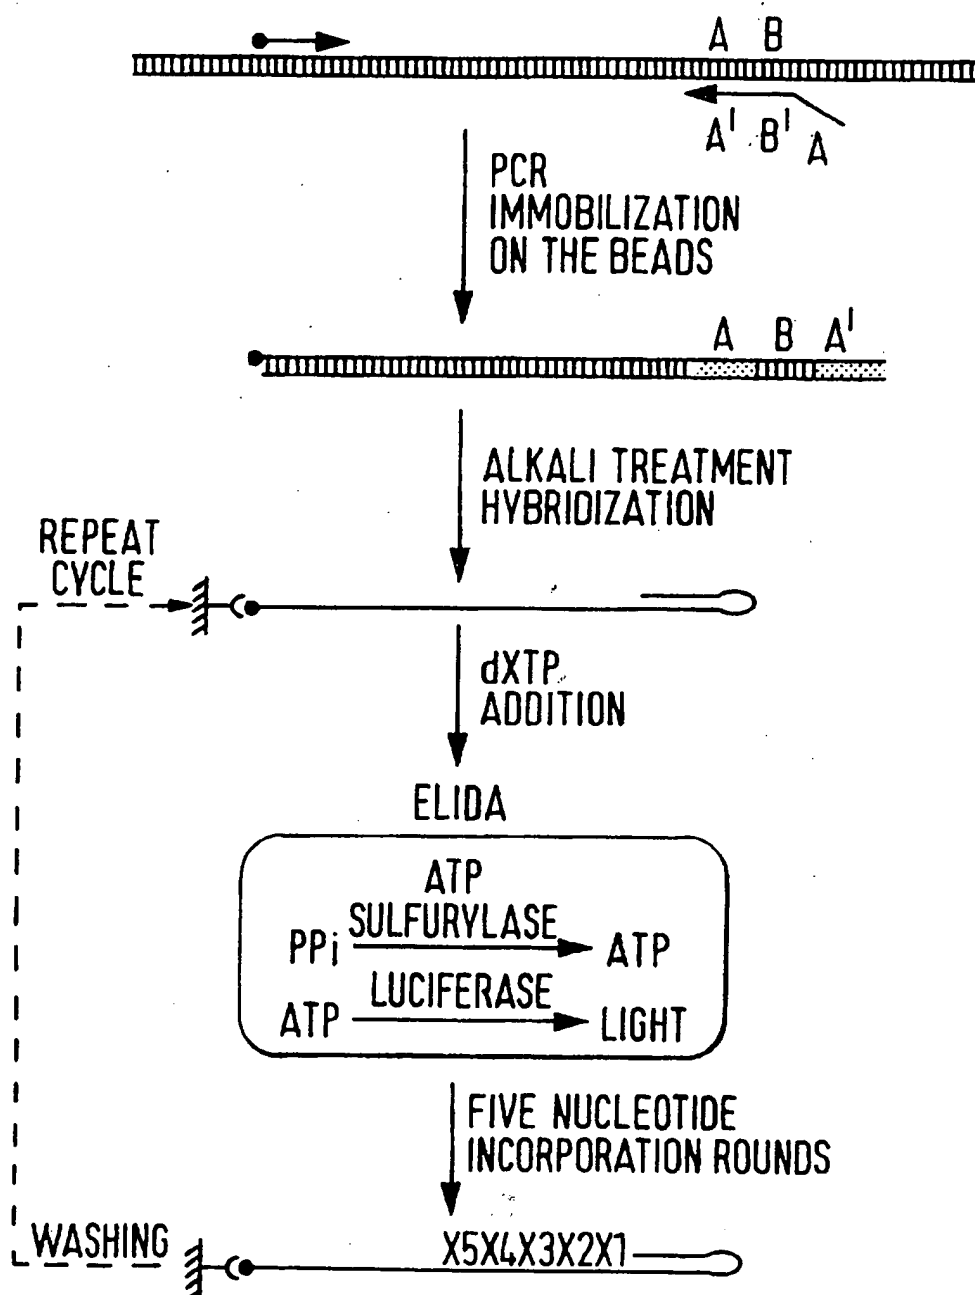 A B
A' B' A
PCR
IMMOBILIZATION
ON THE BEADS
A B A'
ALKALI TREATMENT
HYBRIDIZATION
REPEAT
CYCLE
dXTP
ADDITION
ELIDA
ATP
SULFURYLASE
PPi ATP
LUCIFERASE
ATP LIGHT
FIVE NUCLEOTIDE
INCORPORATION ROUNDS
WASHING
X5X4X3X2X1